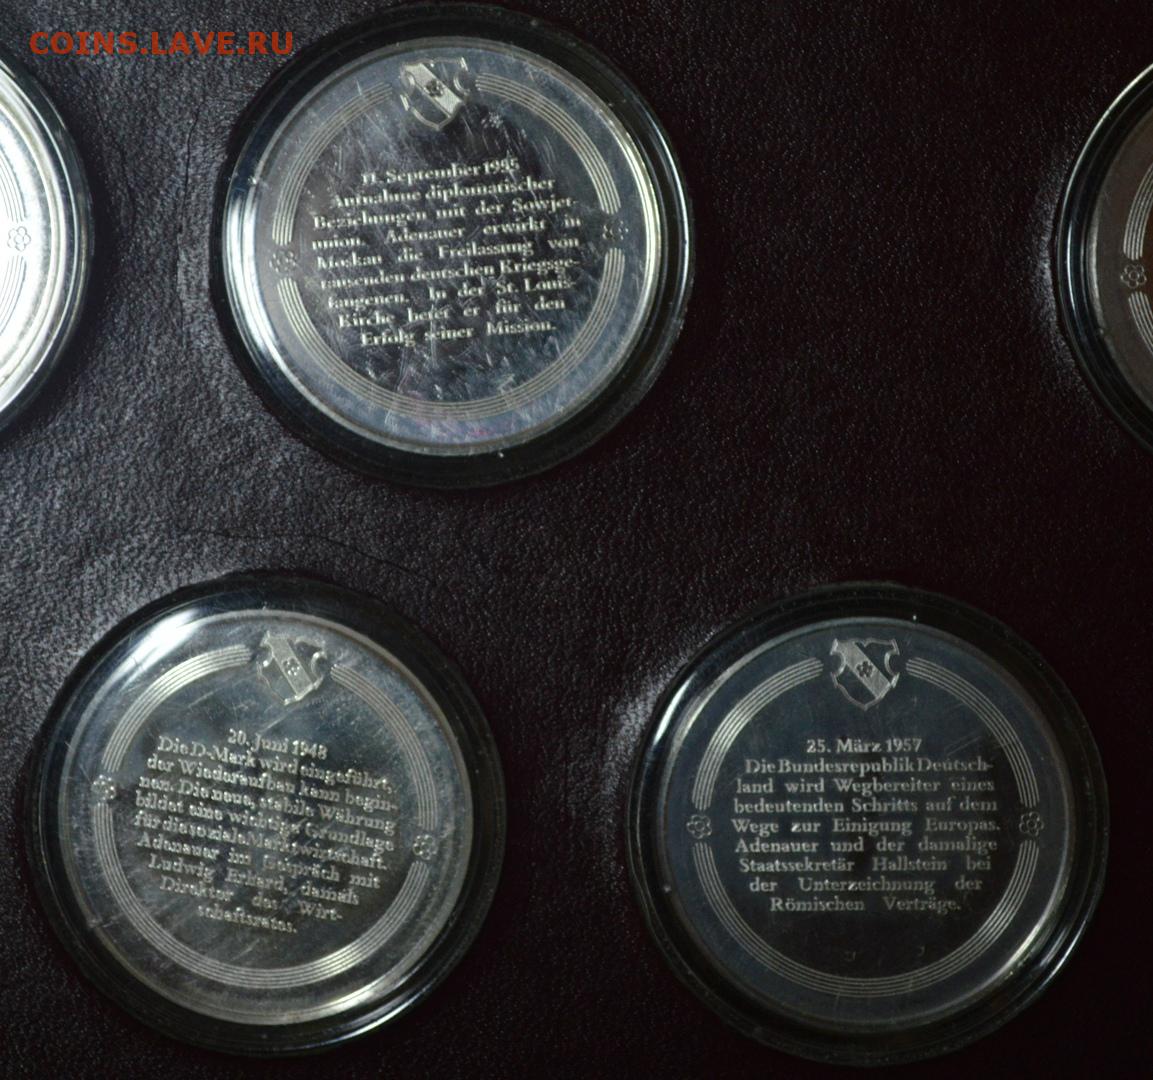 COINS.LAVE.RU
11. September 1955
Aufnahme diplomatischer
Beziehungen mit der Sowjet-
union. Adenauer erwirkt in
Moskau die Freilassung von
tausenden deutschen Kriegsge-
fangenen. In der St. Louis-
Kirche betet er für den
Erfolg seiner Mission.
20. Juni 1948
Die D-Mark wird eingeführt,
der Wiederaufbau kann begin-
nen. Die neue, stabile Währung
bildet eine wichtige Grundlage
für die soziale Marktwirtschaft.
Adenauer im Gespräch mit
Ludwig Erhard, damals
Direktor des Wirt-
schaftsrates.
25. März 1957
Die Bundesrepublik Deutsch-
land wird Wegbereiter eines
bedeutenden Schritts auf dem
Wege zur Einigung Europas.
Adenauer und der damalige
Staatssekretär Hallstein bei
der Unterzeichnung der
Römischen Verträge.